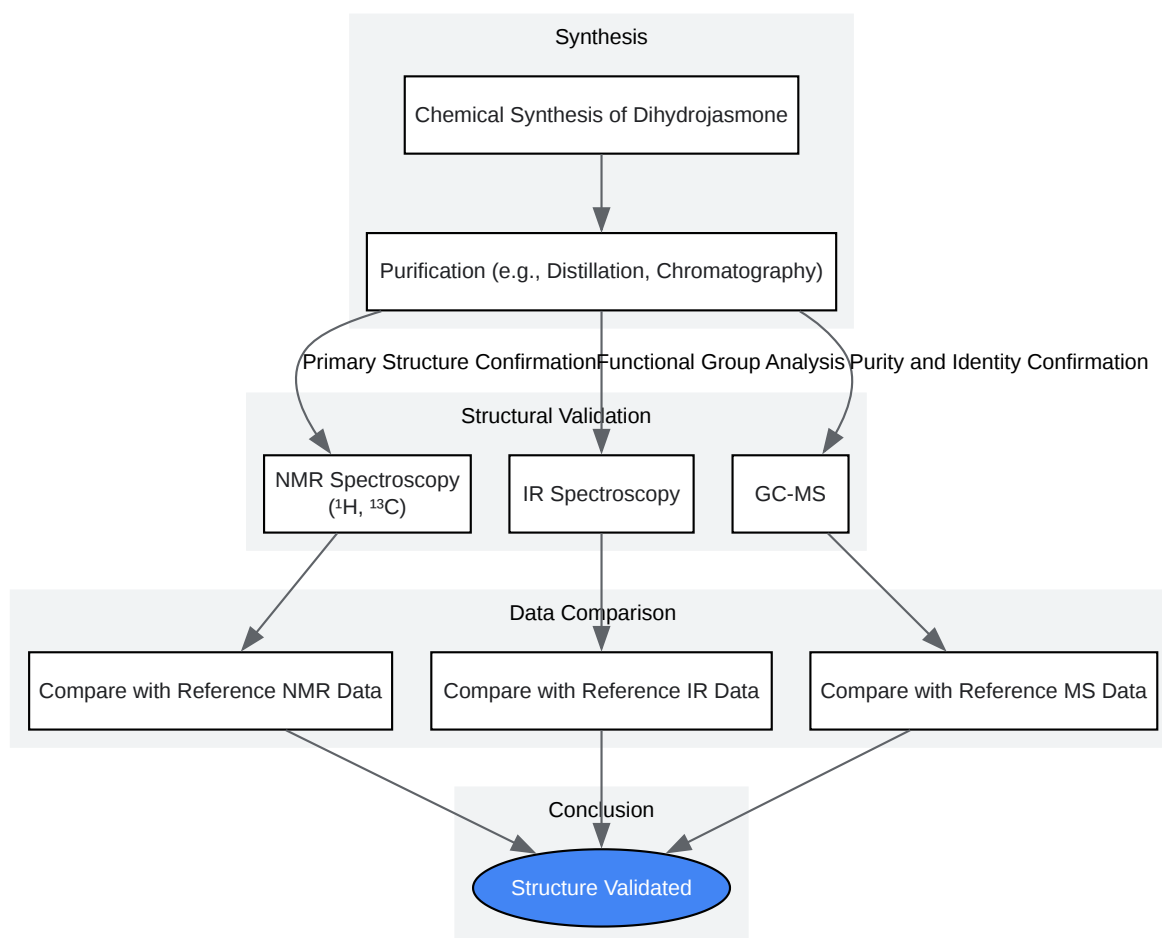 Synthesis
Chemical Synthesis of Dihydrojasmone
Purification (e.g., Distillation, Chromatography)
Primary Structure Confirmation
Functional Group Analysis
Purity and Identity Confirmation
Structural Validation
NMR Spectroscopy
(¹H, ¹³C)
IR Spectroscopy
GC-MS
Data Comparison
Compare with Reference NMR Data
Compare with Reference IR Data
Compare with Reference MS Data
Conclusion
Structure Validated